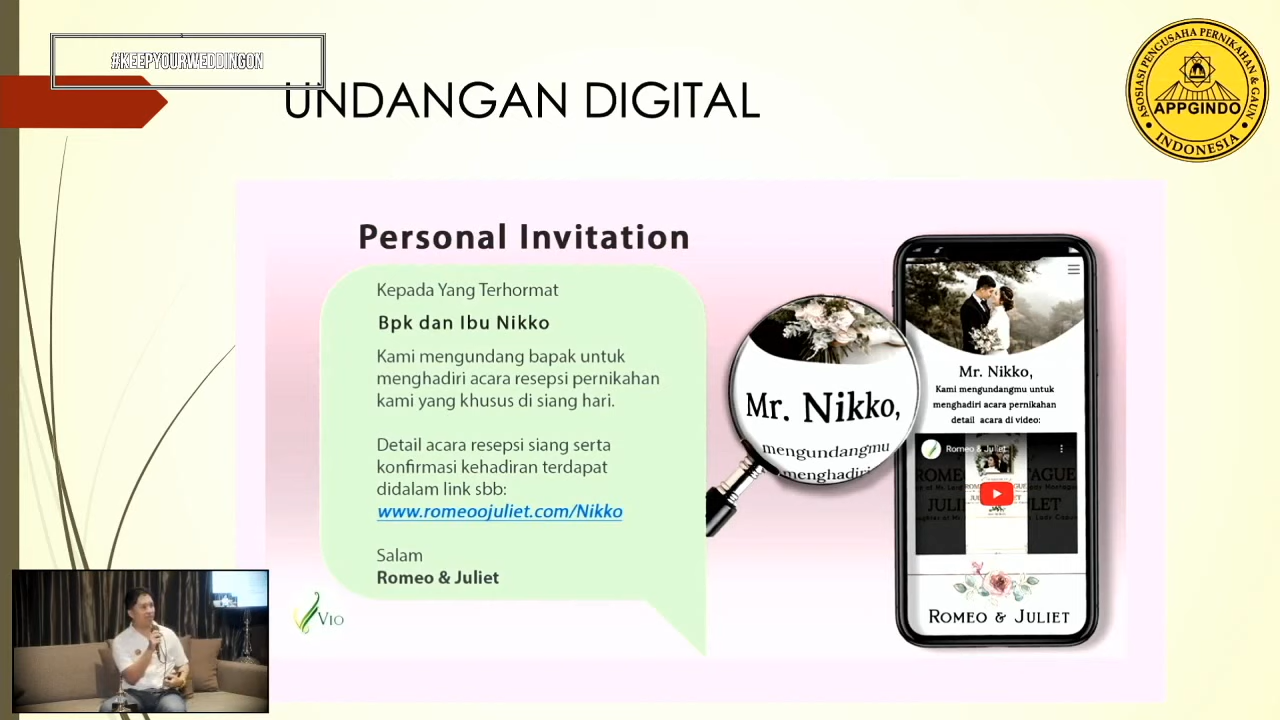 #KEEPYOURWEDDINGON
UNDANGAN DIGITAL
ASOSIASI PENGUSAHA PERNIKAHAN & GAUN
APPGINDO
INDONESIA
Personal Invitation
Kepada Yang Terhormat
Bpk dan Ibu Nikko
Kami mengundang bapak untuk
menghadiri acara resepsi pernikahan
kami yang khusus di siang hari.
Detail acara resepsi siang serta
konfirmasi kehadiran terdapat
didalam link sbb:
www.romeoojuliet.com/Nikko
Salam
Romeo & Juliet
VIO
Mr. Nikko,
mengundangmu
menghadiri
Mr. Nikko,
Kami mengundangmu untuk
menghadiri acara pernikahan
detail acara di video:
Romeo & Juliet
ROMEO & JULIET